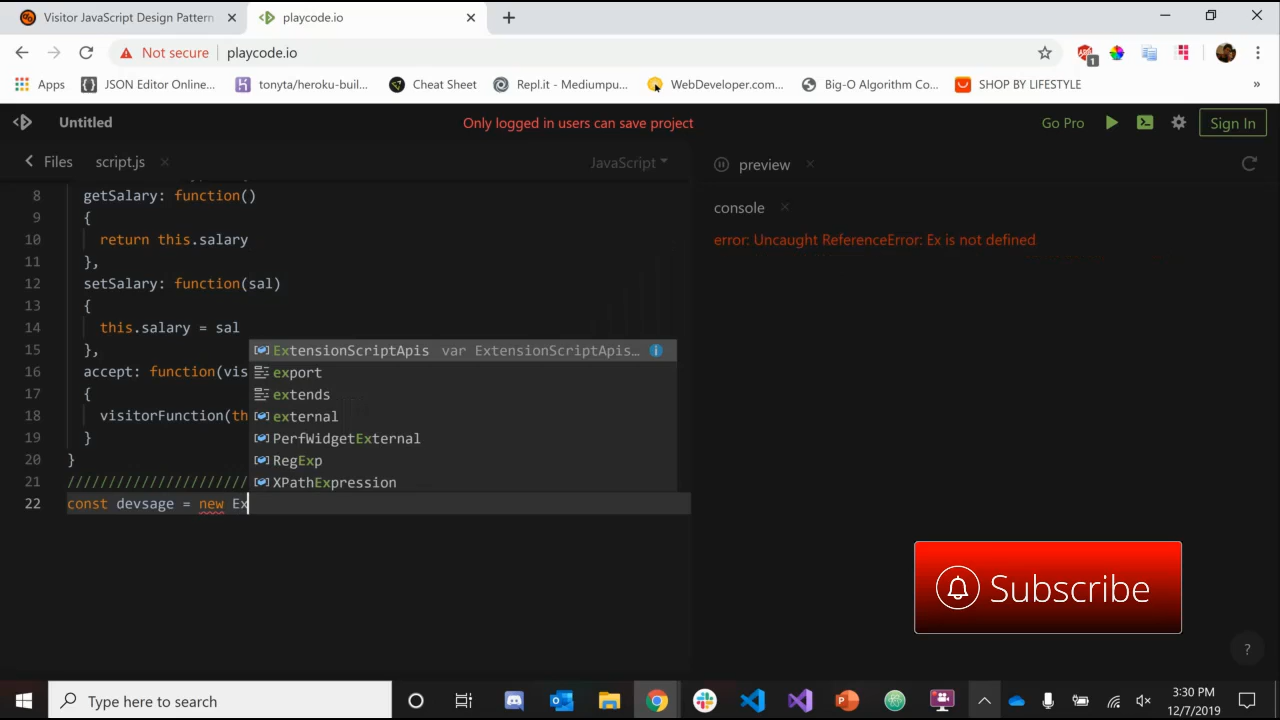 Visitor JavaScript Design Pattern
playcode.io
Not secure
playcode.io
1
Apps
JSON Editor Online...
tonyta/heroku-buil...
Cheat Sheet
Repl.it - Mediumpu...
WebDeveloper.com...
Big-O Algorithm Co...
SHOP BY LIFESTYLE
»
Untitled
Only logged in users can save project
Go Pro
Sign In
Files
script.js
JavaScript
preview
console
error: Uncaught ReferenceError: Ex is not defined
8 getSalary: function()
9 {
10 return this.salary
11 },
12 setSalary: function(sal)
13 {
14 this.salary = sal
15 },
16 accept: function(vis
17 {
18 visitorFunction(th
19 }
20 }
21 //////////////////////
22 const devsage = new Ex
ExtensionScriptApis var ExtensionScriptApis…
export
extends
external
PerfWidgetExternal
RegExp
XPathExpression
Subscribe
?
Type here to search
3:30 PM
12/7/2019